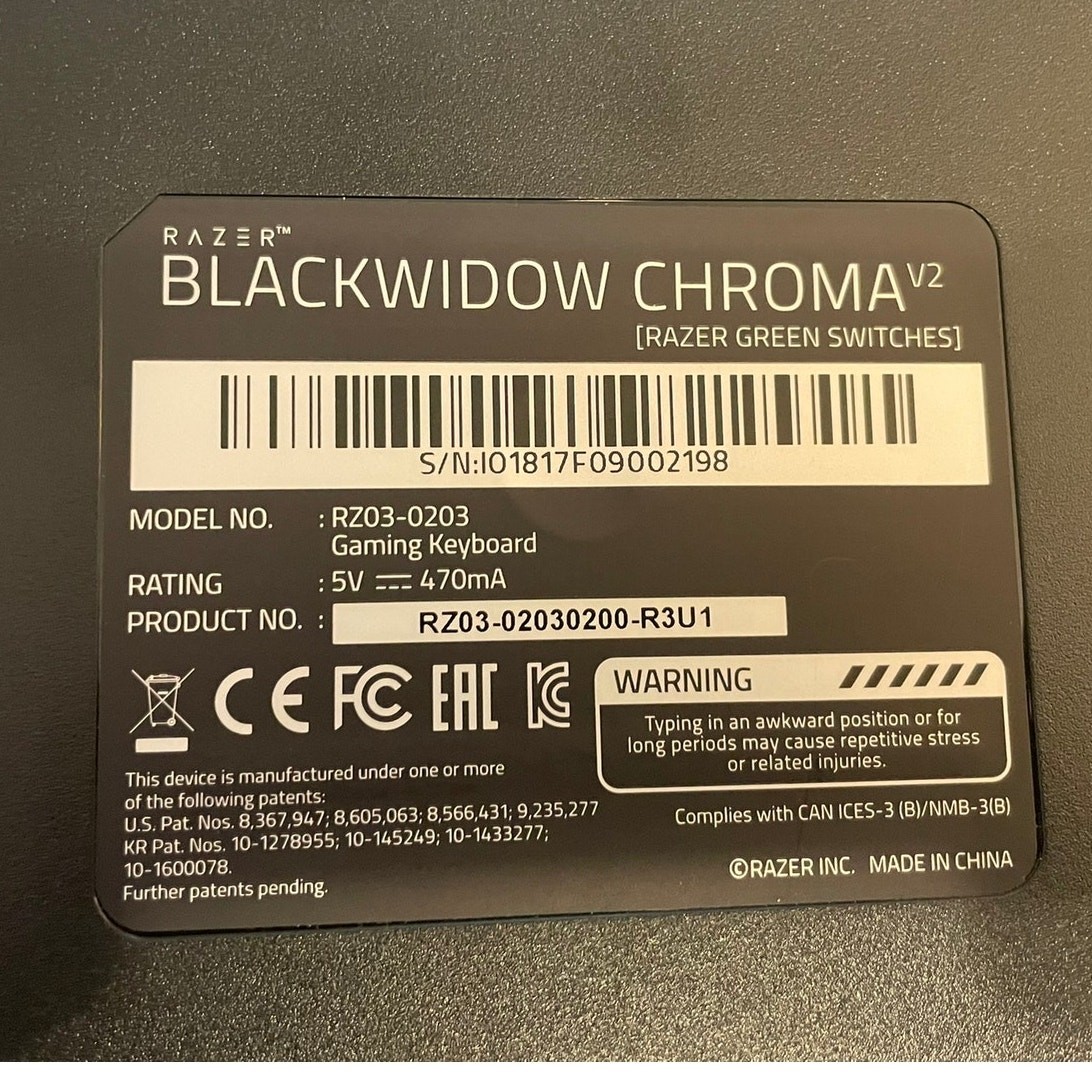 RAZER™
BLACKWIDOW CHROMA V2
[RAZER GREEN SWITCHES]
S/N:IO1817F09002198
MODEL NO. : RZ03-0203
Gaming Keyboard
RATING : 5V ⎓ 470mA
PRODUCT NO. : RZ03-02030200-R3U1
CE FC EAC KC
WARNING
Typing in an awkward position or for
long periods may cause repetitive stress
or related injuries.
This device is manufactured under one or more
of the following patents:
U.S. Pat. Nos. 8,367,947; 8,605,063; 8,566,431; 9,235,277
KR Pat. Nos. 10-1278955; 10-145249; 10-1433277;
10-1600078.
Further patents pending.
Complies with CAN ICES-3 (B)/NMB-3(B)
©RAZER INC. MADE IN CHINA